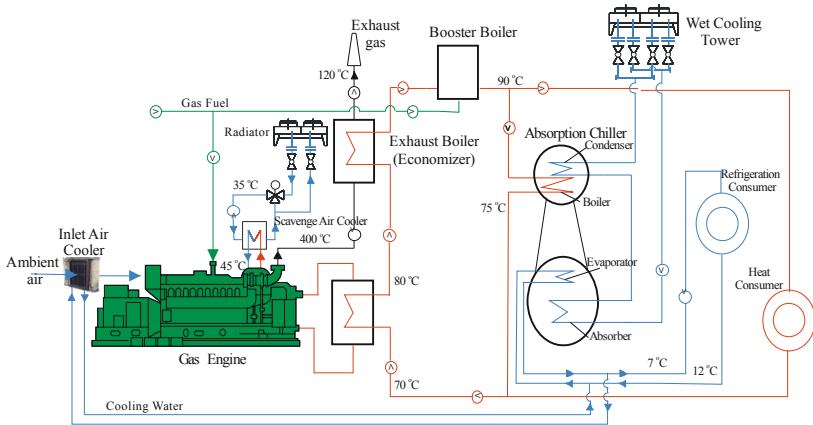 Exhaust
gas
Booster Boiler
Wet Cooling
Tower
120 °C
90 °C
Gas Fuel
Radiator
Exhaust Boiler
(Economizer)
Absorption Chiller
Condenser
35 °C
Refrigeration
Consumer
Boiler
75 °C
Scavenge Air Cooler
Inlet Air
Cooler
400 °C
Ambient
air
45 °C
Evaporator
80 °C
Heat
Consumer
Absorber
Gas Engine
7 °C
12 °C
70 °C
Cooling Water